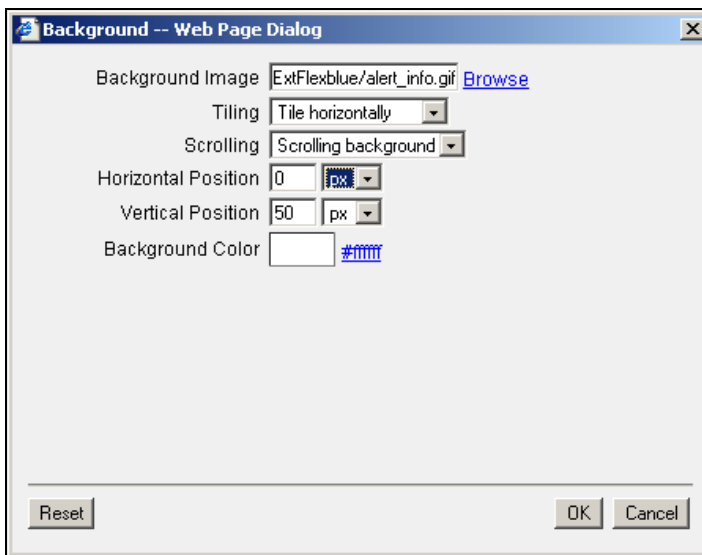 Background -- Web Page Dialog
Background Image ExtFlexblue/alert_info.gif Browse
Tiling Tile horizontally
Scrolling Scrolling background
Horizontal Position 0 px
Vertical Position 50 px
Background Color #ffffff
Reset OK Cancel